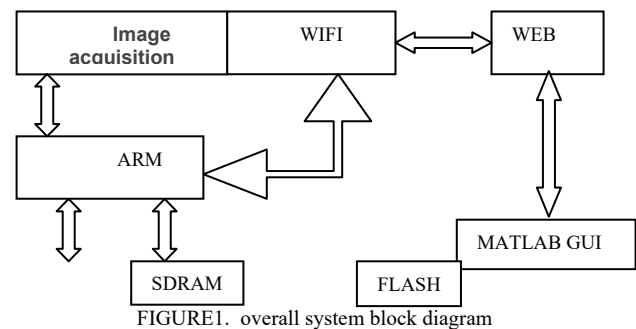 Image
acquisition
WIFI
WEB
ARM
MATLAB GUI
SDRAM
FLASH
FIGURE1. overall system block diagram